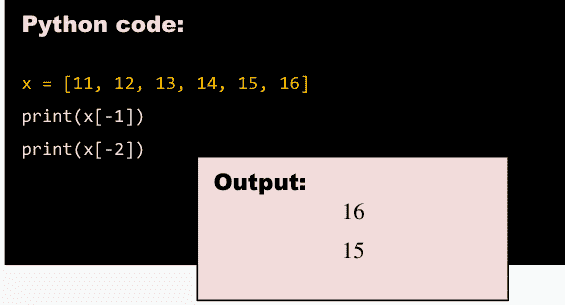 Python code:
x = [11, 12, 13, 14, 15, 16]
print(x[-1])
print(x[-2])
Output:
16
15